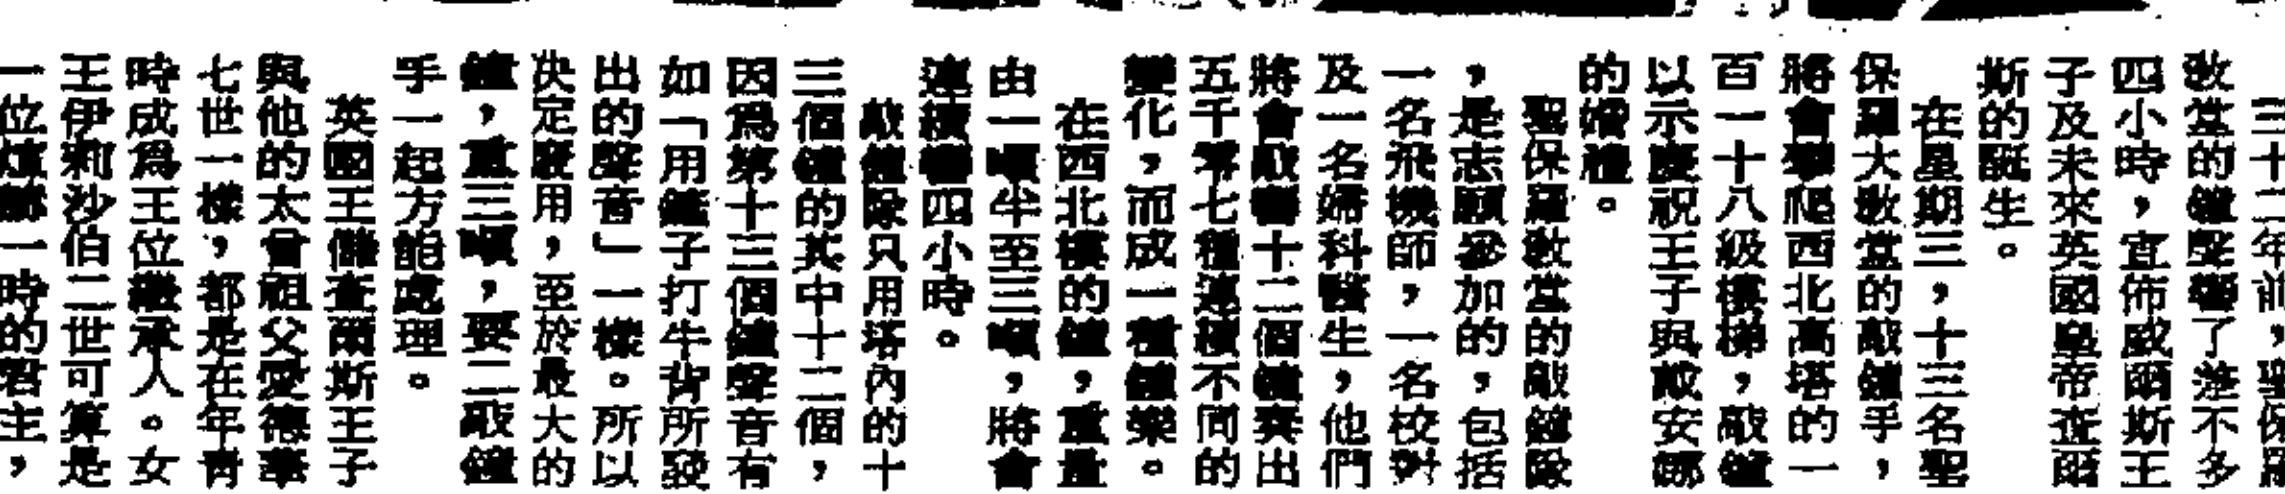 三十二年前，聖保羅
教堂的鐘聲響了差不多
四小時，宣佈威爾斯王
子及未來英國皇帝查爾
斯的誕生。
在星期三，十三名聖
保羅大教堂的敲鐘手，
將會攀爬西北高塔的一
百一十八級樓梯，敲鐘
以示慶祝王子與戴安娜
的婚禮。
聖保羅教堂的敲鐘隊
，是志願參加的，包括
一名飛機師，一名校對
及一名婦科醫生，他們
將會敲響十二個鐘奏出
五千零七種連續不同的
變化，而成一種鐘樂。
在西北樓的鐘，重量
由一噸半至三噸，將會
連續響四小時。
敲鐘隊只用塔內的十
三個鐘的其中十二個，
因為第十三個鐘聲音有
如「用鎚子打牛背所發
出的聲音」一樣。所以
決定廢用，至於最大的
鐘，重三噸，要二敲鐘
手一起方能處理。
英國王儲查爾斯王子
與他的太曾祖父愛德華
七世一樣，都是在年青
時成為王位繼承人。女
王伊莉沙伯二世可算是
一位煊赫一時的君主，